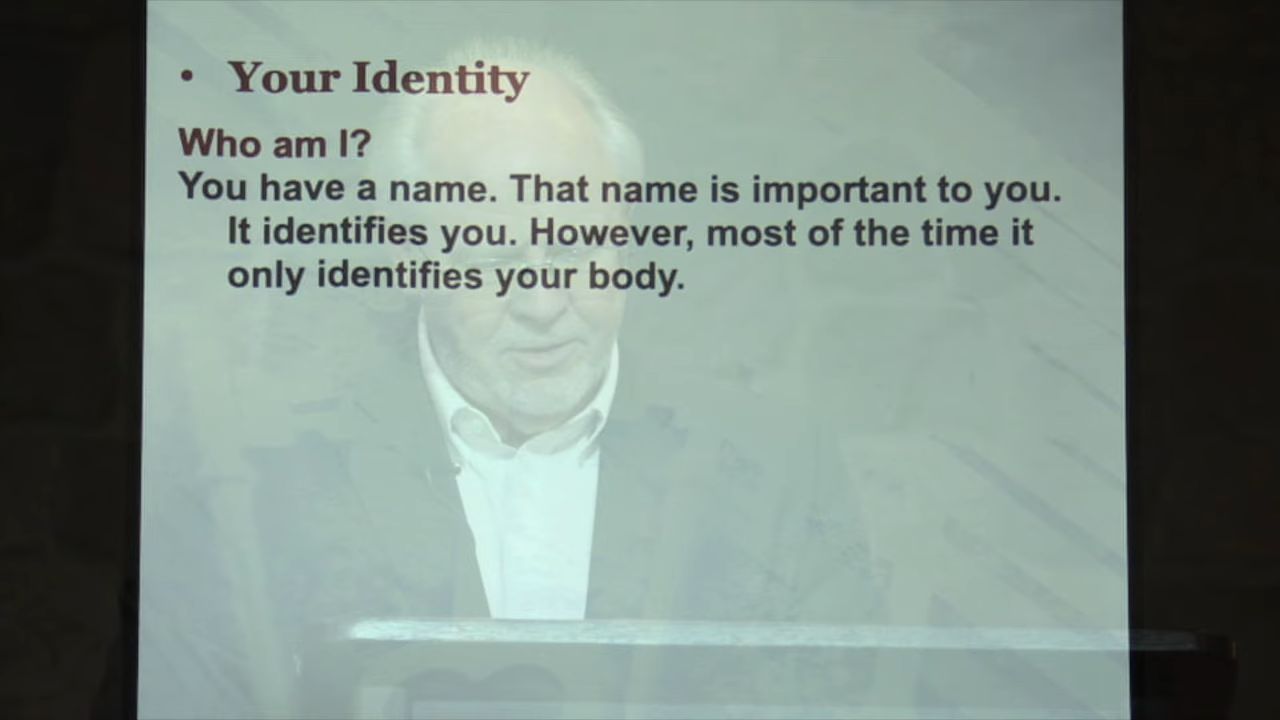 • Your Identity
Who am I?
You have a name. That name is important to you.
It identifies you. However, most of the time it
only identifies your body.